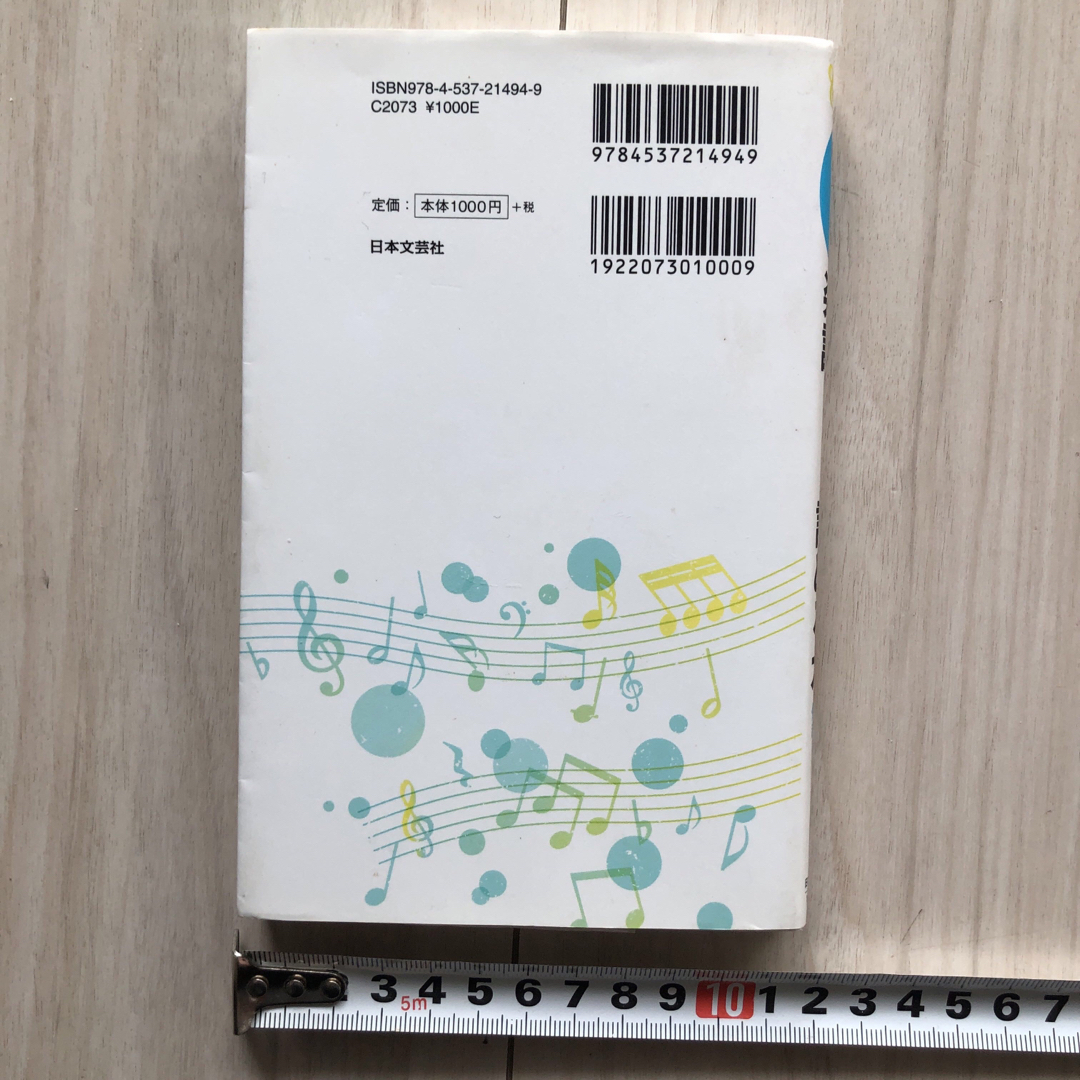 ISBN978-4-537-21494-9
C2073 ¥1000E
9784537214949
定価：本体1000円+税
日本文芸社
1922073010009
3 4 5 6 7 8 9 10 1 2 3 4 5 6 7
5m